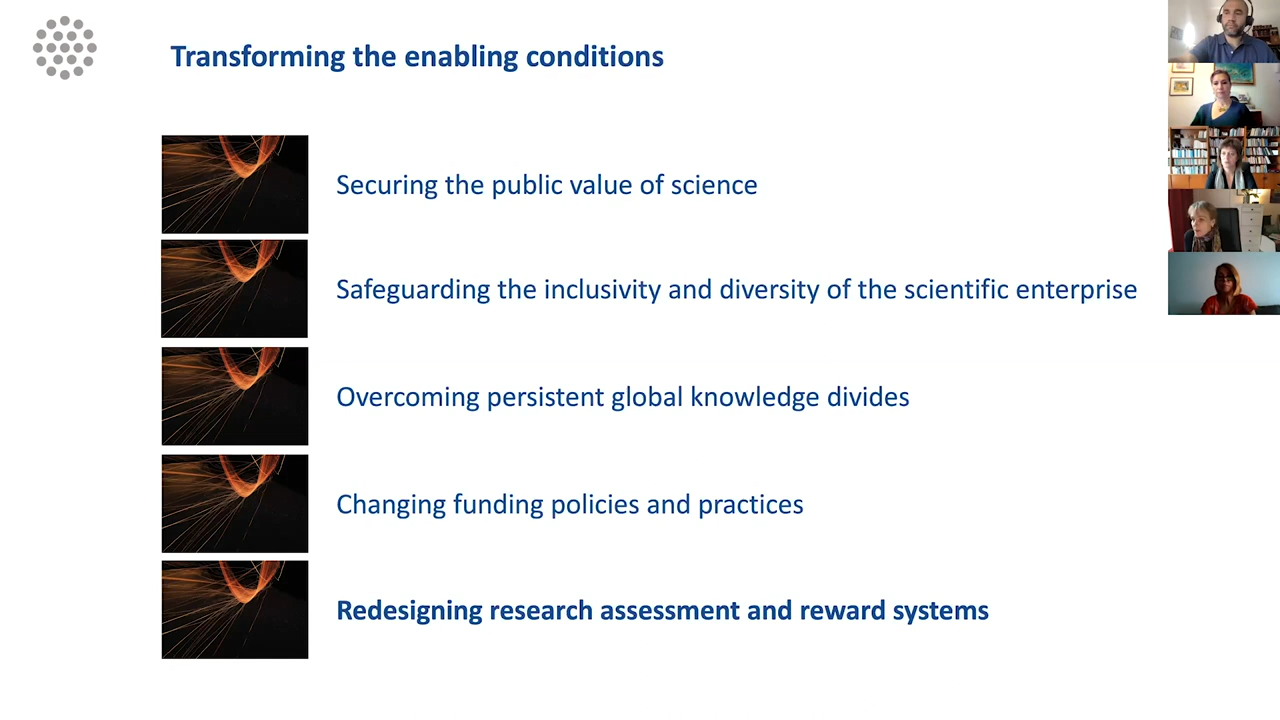 Transforming the enabling conditions
Securing the public value of science
Safeguarding the inclusivity and diversity of the scientific enterprise
Overcoming persistent global knowledge divides
Changing funding policies and practices
Redesigning research assessment and reward systems